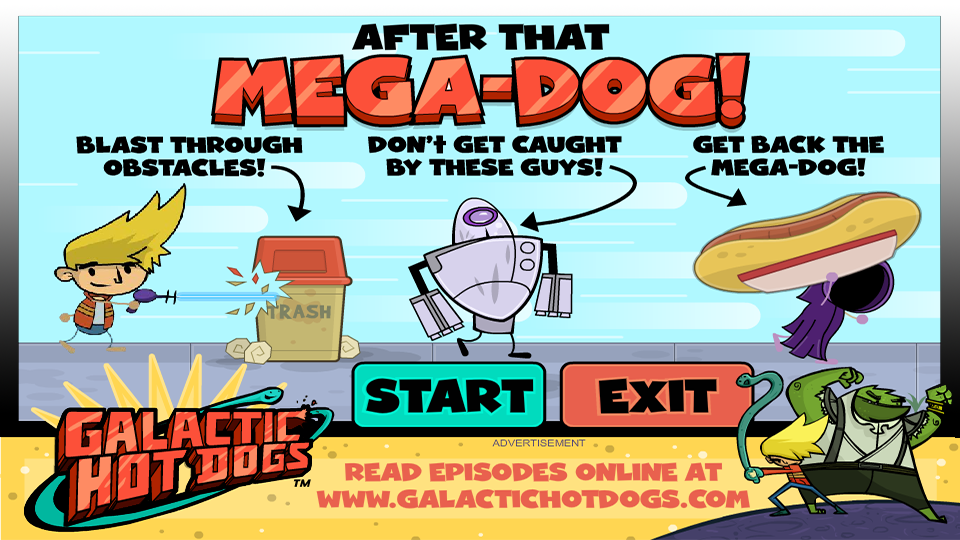 AFTER THAT
MEGA-DOG!
BLAST THROUGH
OBSTACLES!
DON't GET CAUGHT
BY THESE GUYS!
GET BACK THE
MEGA-DOG!
TRASH
START
EXIT
ADVERTISEMENT
GALACTIC
HOT DOGS
TM
READ EPISODES ONLINE AT
WWW.GALACTICHOTDOGS.COM